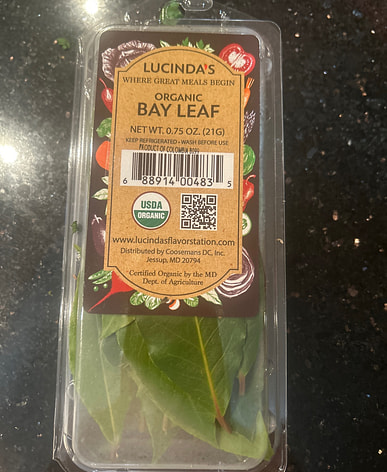 LUCINDA'S
WHERE GREAT MEALS BEGIN
ORGANIC
BAY LEAF
NET WT. 0.75 OZ. (21G)
KEEP REFRIGERATED • WASH BEFORE USE
PRODUCT OF COLOMBIA
6 88914 00483 5
USDA
ORGANIC
www.lucindasflavorstation.com
Distributed by Coosemans DC, Inc.
Jessup, MD 20794
Certified Organic by the MD
Dept. of Agriculture